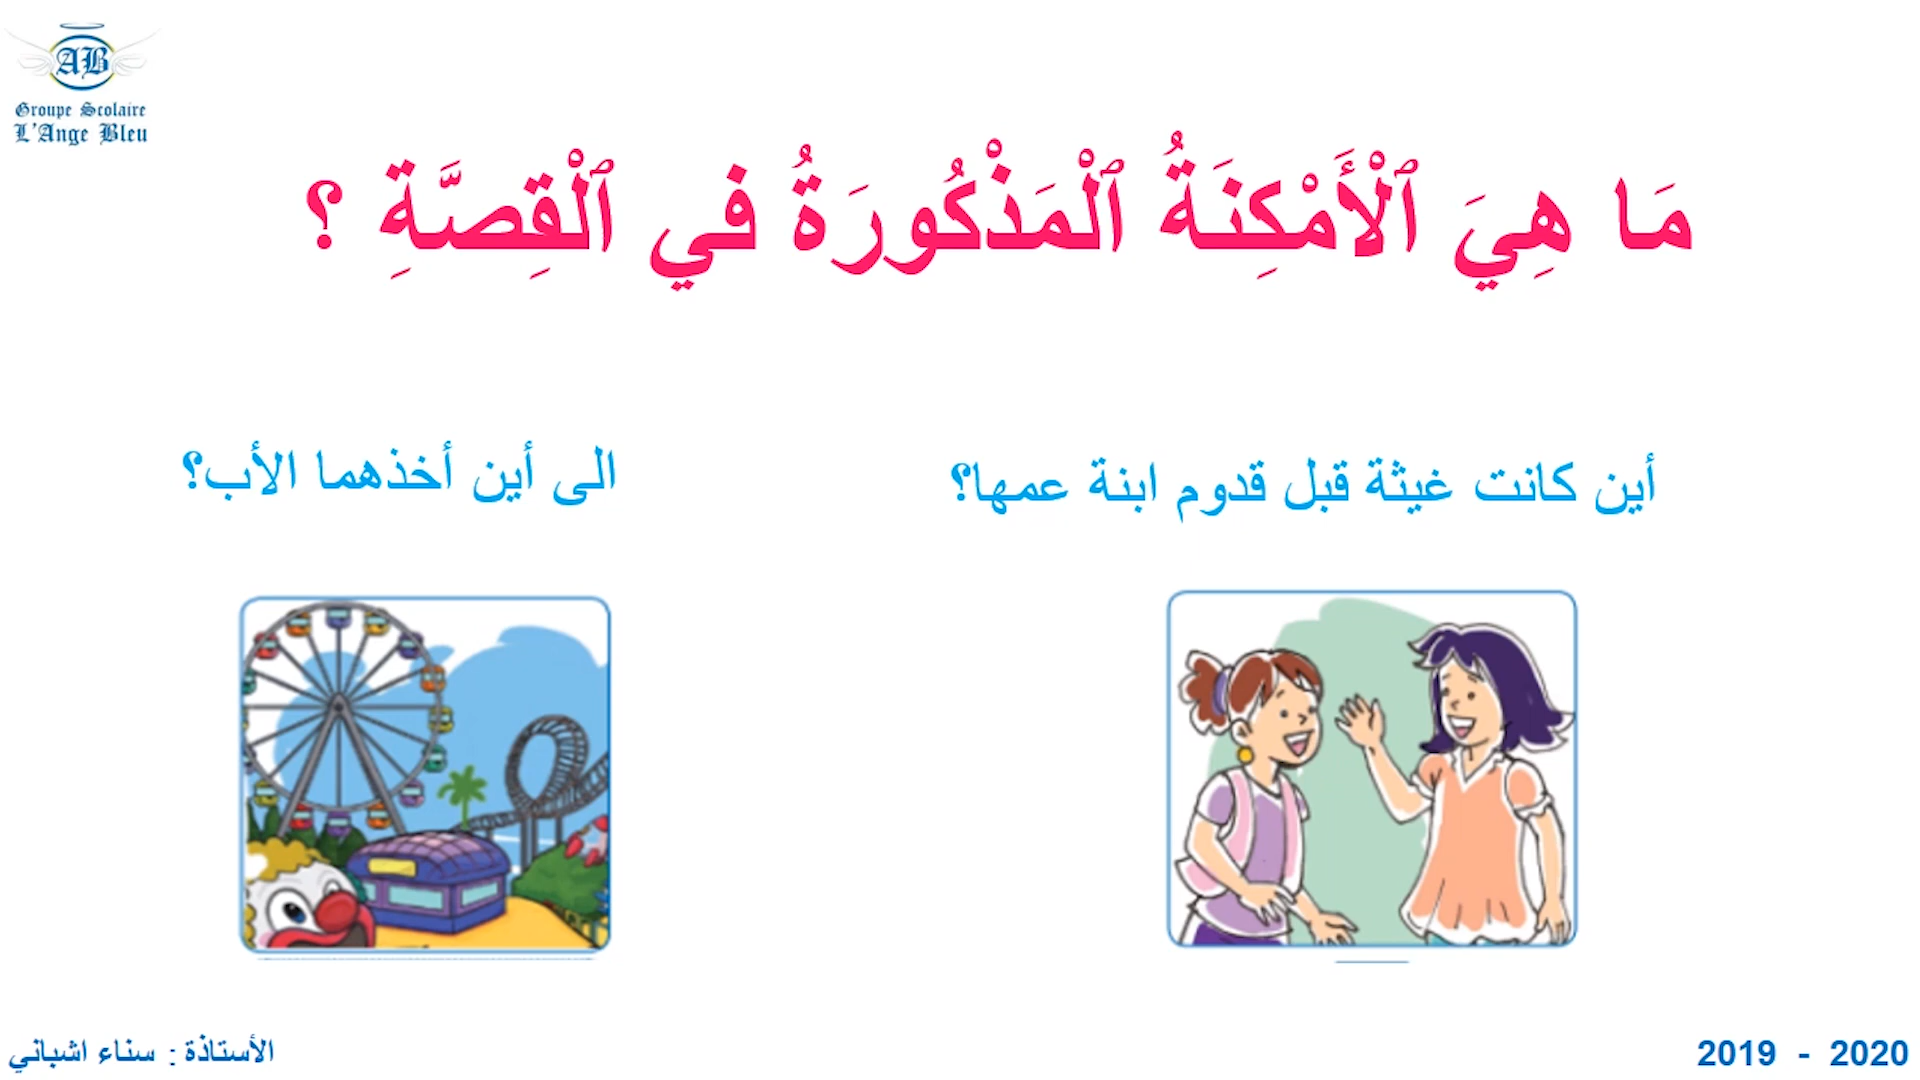 AB
Groupe Scolaire
L'Ange Bleu
مَا هِيَ ٱلْأَمْكِنَةُ ٱلْمَذْكُورَةُ في ٱلْقِصَّةِ ؟
أين كانت غيثة قبل قدوم ابنة عمها؟
الى أين أخذهما الأب؟
الأستاذة : سناء اشباني
2019 - 2020